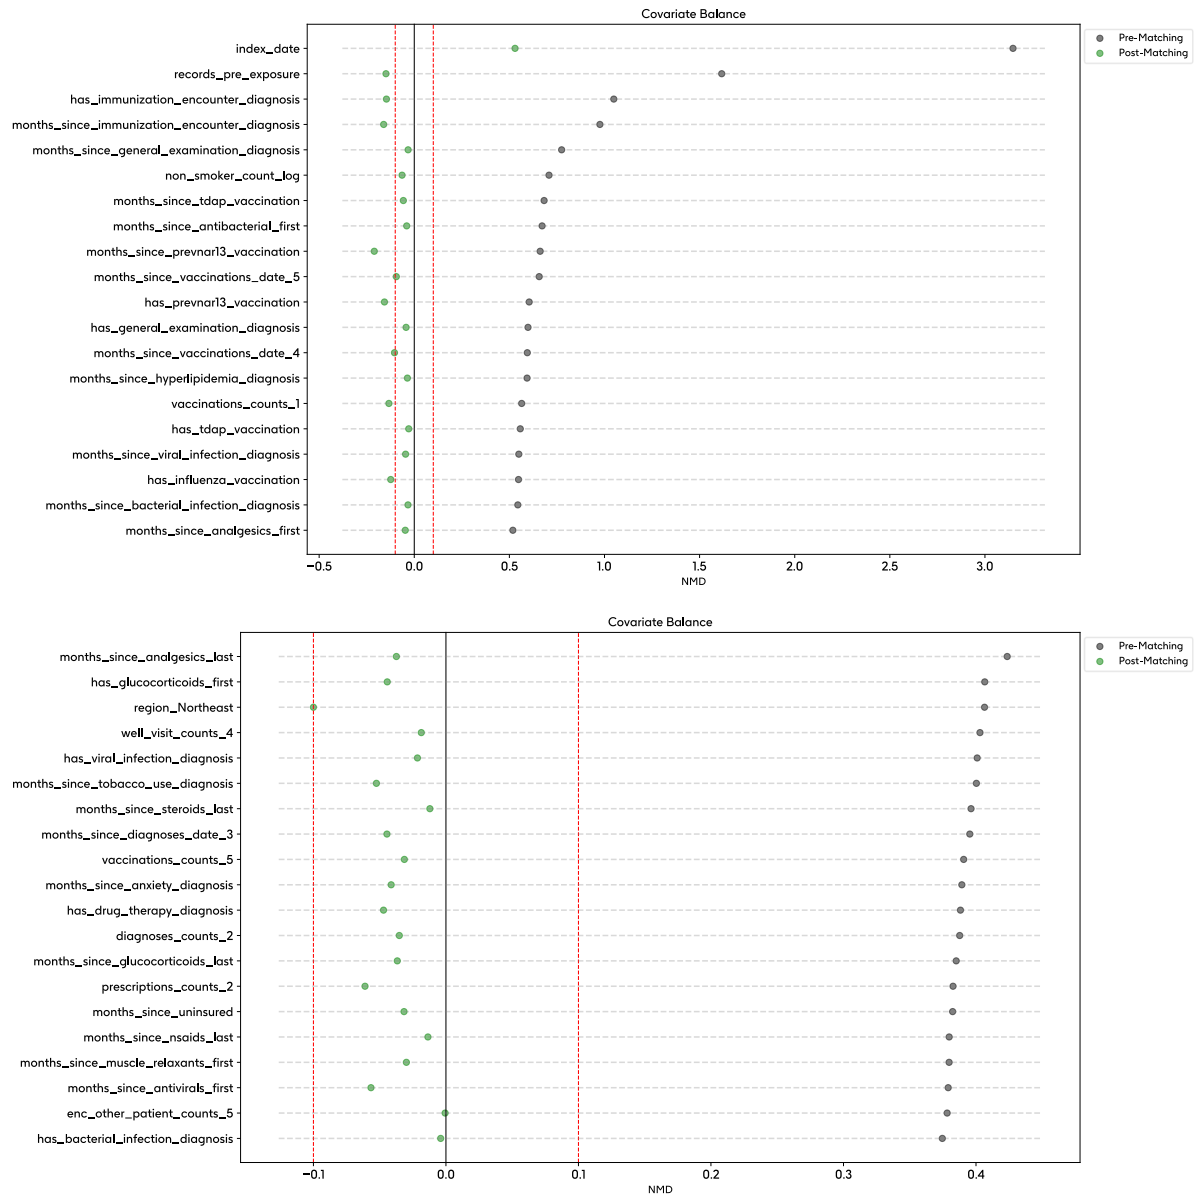 Covariate Balance
index_date
records_pre_exposure
has_immunization_encounter_diagnosis
months_since_immunization_encounter_diagnosis
months_since_general_examination_diagnosis
non_smoker_count_log
months_since_tdap_vaccination
months_since_antibacterial_first
months_since_prevnar13_vaccination
months_since_vaccinations_date_5
has_prevnar13_vaccination
has_general_examination_diagnosis
months_since_vaccinations_date_4
months_since_hyperlipidemia_diagnosis
vaccinations_counts_1
has_tdap_vaccination
months_since_viral_infection_diagnosis
has_influenza_vaccination
months_since_bacterial_infection_diagnosis
months_since_analgesics_first
−0.5 0.0 0.5 1.0 1.5 2.0 2.5 3.0
NMD
Pre-Matching
Post-Matching
Covariate Balance
months_since_analgesics_last
has_glucocorticoids_first
region_Northeast
well_visit_counts_4
has_viral_infection_diagnosis
months_since_tobacco_use_diagnosis
months_since_steroids_last
months_since_diagnoses_date_3
vaccinations_counts_5
months_since_anxiety_diagnosis
has_drug_therapy_diagnosis
diagnoses_counts_2
months_since_glucocorticoids_last
prescriptions_counts_2
months_since_uninsured
months_since_nsaids_last
months_since_muscle_relaxants_first
months_since_antivirals_first
enc_other_patient_counts_5
has_bacterial_infection_diagnosis
−0.1 0.0 0.1 0.2 0.3 0.4
NMD
Pre-Matching
Post-Matching